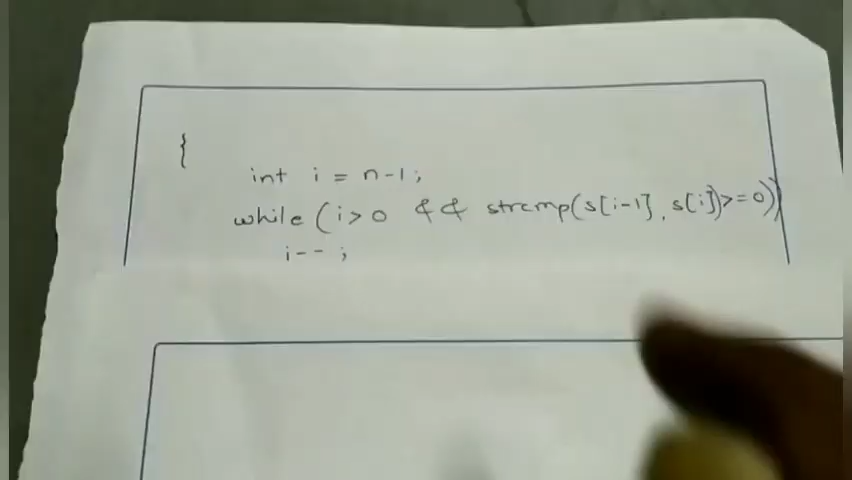 {
int i = n-1;
while (i>0 && strcmp(s[i-1], s[i])>=0))
i-- ;